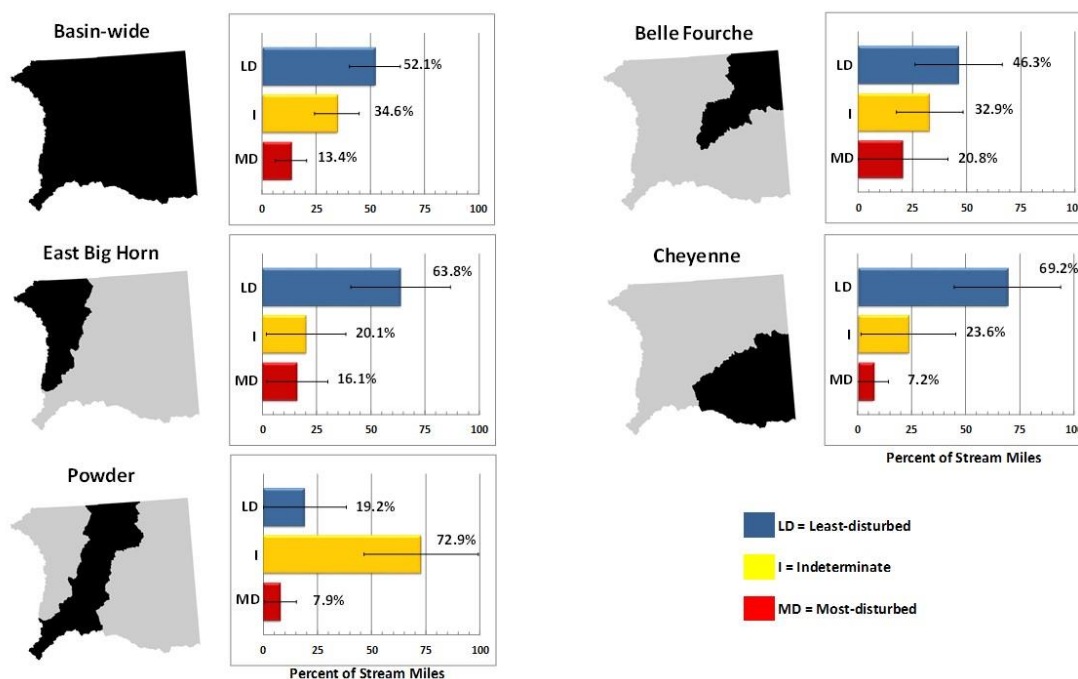 Basin-wide
LD
52.1%
I
34.6%
MD
13.4%
0 25 50 75 100
Belle Fourche
LD
46.3%
I
32.9%
MD
20.8%
0 25 50 75 100
East Big Horn
LD
63.8%
I
20.1%
MD
16.1%
0 25 50 75 100
Cheyenne
LD
69.2%
I
23.6%
MD
7.2%
0 25 50 75 100
Percent of Stream Miles
Powder
LD
19.2%
I
72.9%
MD
7.9%
0 25 50 75 100
Percent of Stream Miles
LD = Least-disturbed
I = Indeterminate
MD = Most-disturbed